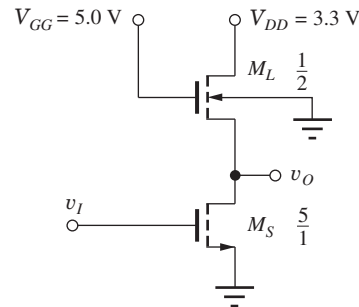 V_GG = 5.0 V
V_DD = 3.3 V
M_L 1/2
v_O
v_I
M_S 5/1